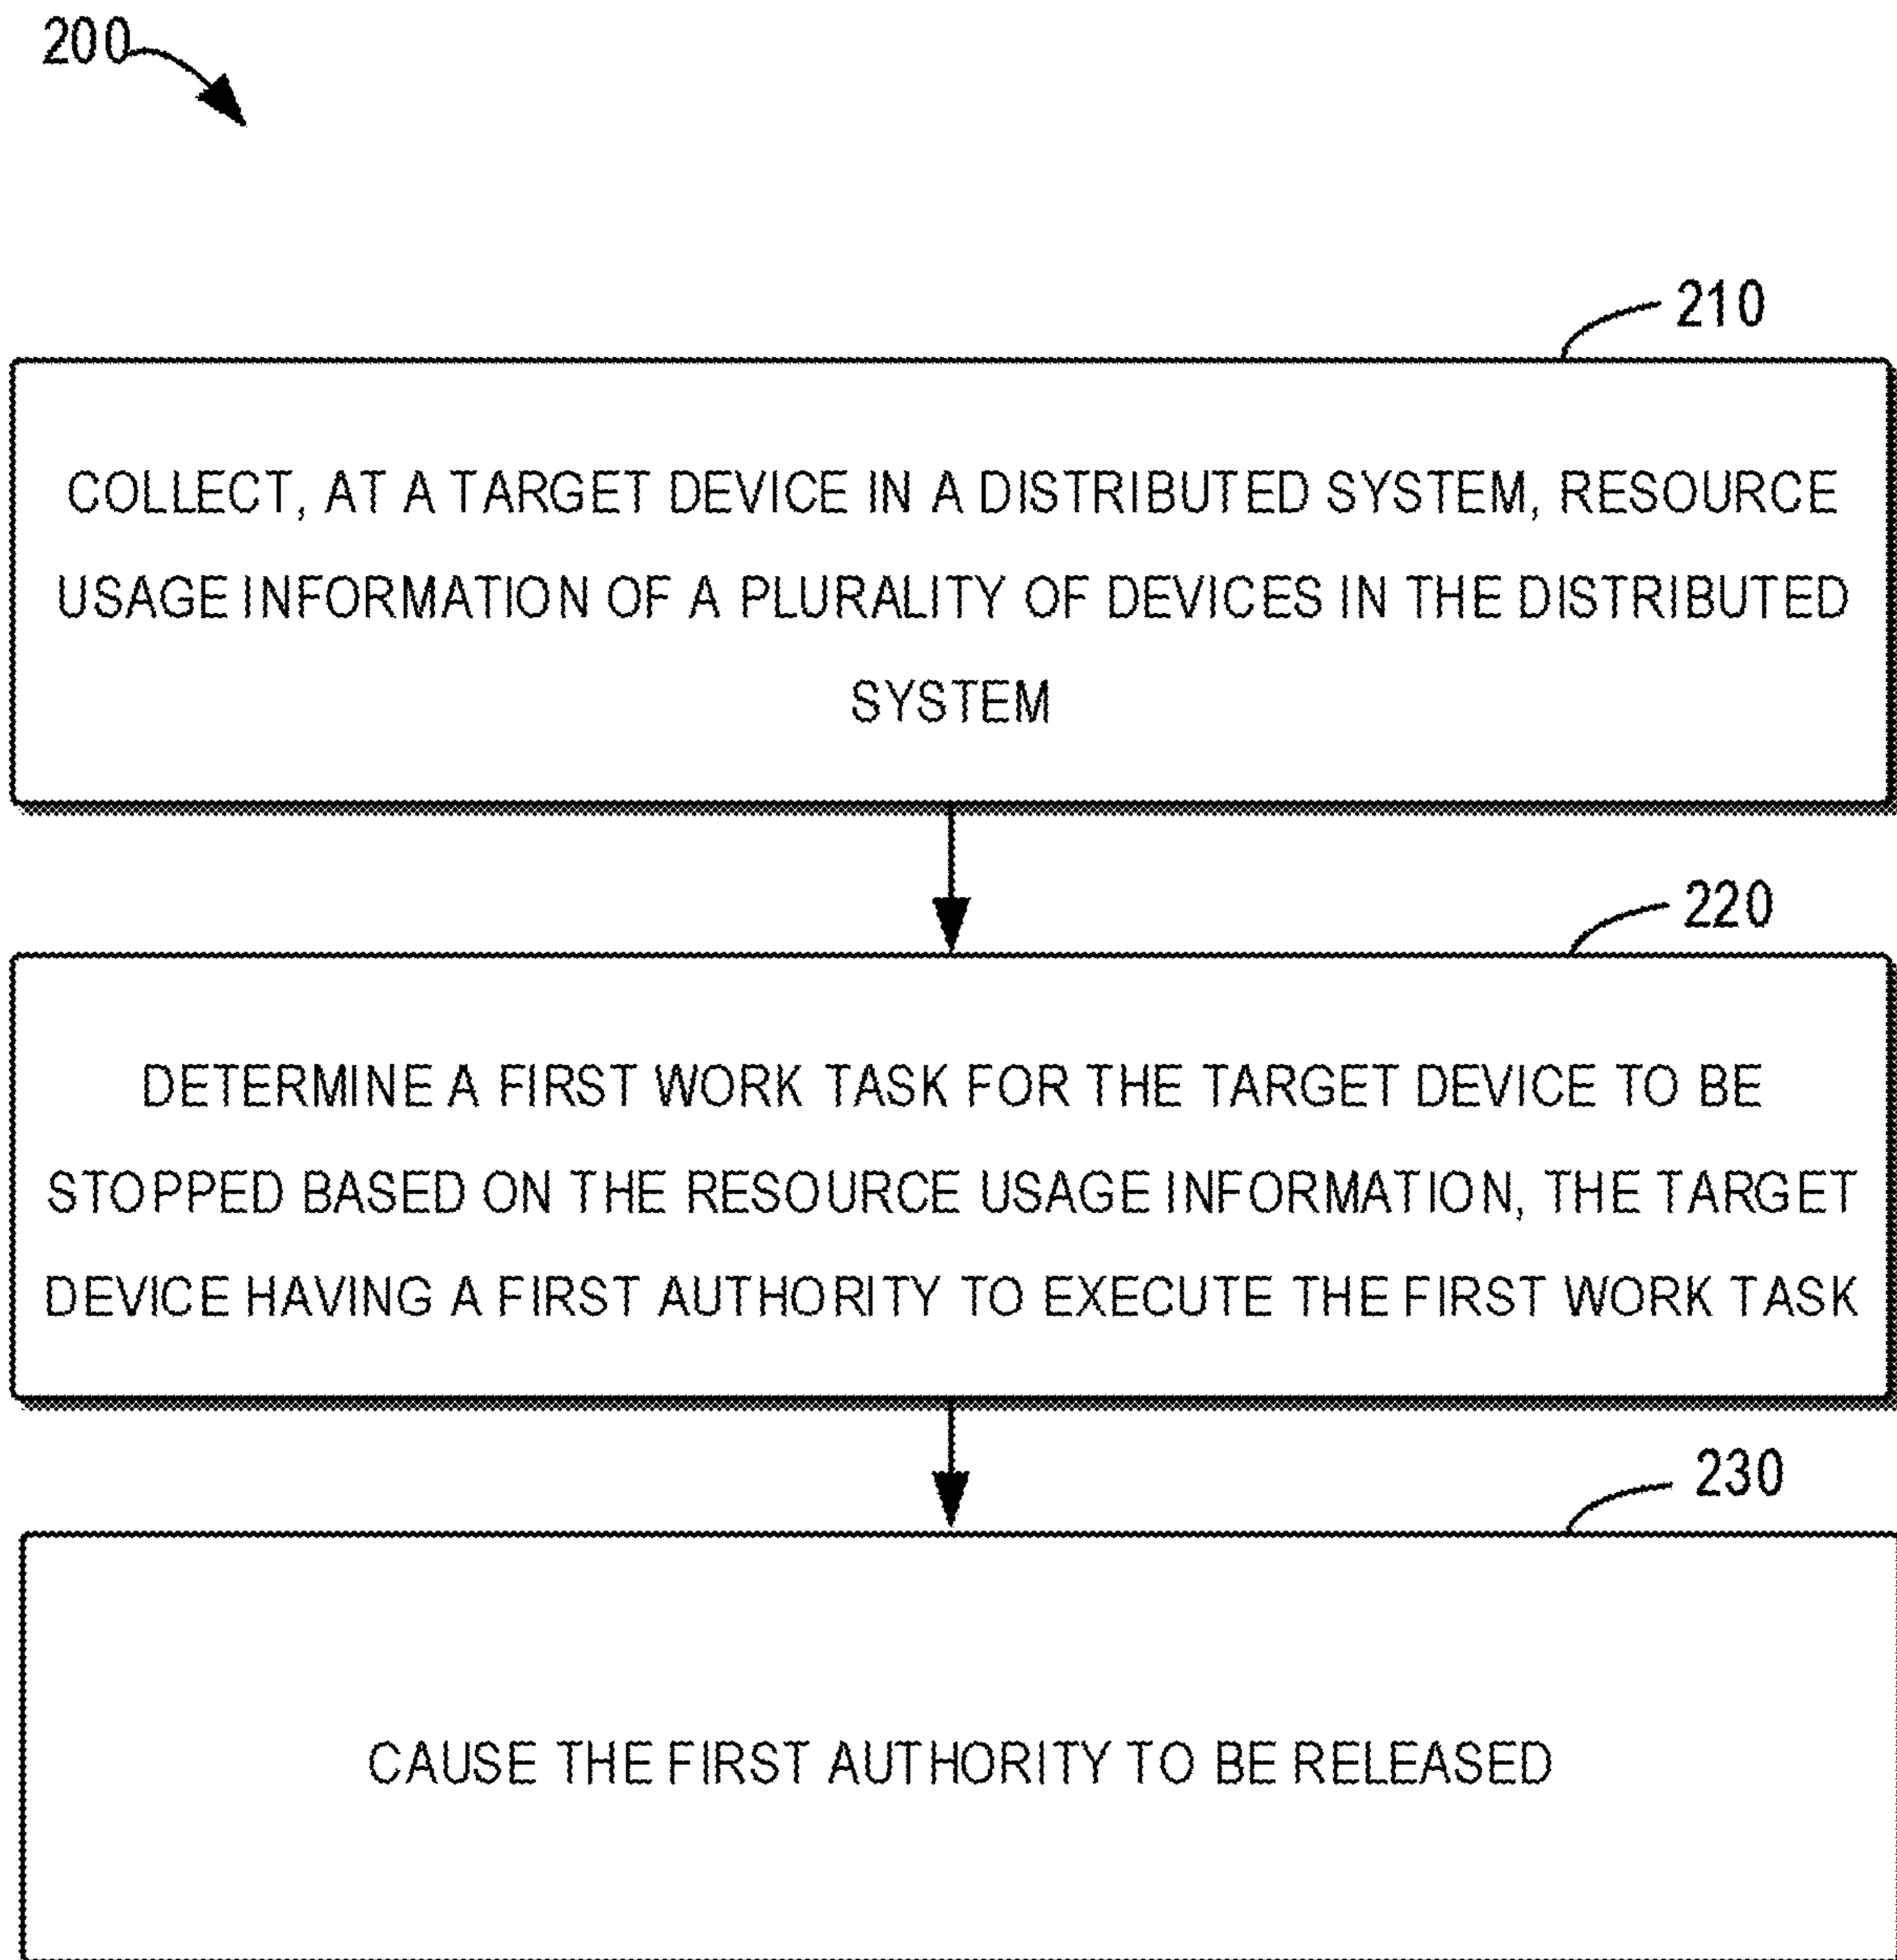 200
210
COLLECT, AT A TARGET DEVICE IN A DISTRIBUTED SYSTEM, RESOURCE
USAGE INFORMATION OF A PLURALITY OF DEVICES IN THE DISTRIBUTED
SYSTEM
220
DETERMINE A FIRST WORK TASK FOR THE TARGET DEVICE TO BE
STOPPED BASED ON THE RESOURCE USAGE INFORMATION, THE TARGET
DEVICE HAVING A FIRST AUTHORITY TO EXECUTE THE FIRST WORK TASK
230
CAUSE THE FIRST AUTHORITY TO BE RELEASED